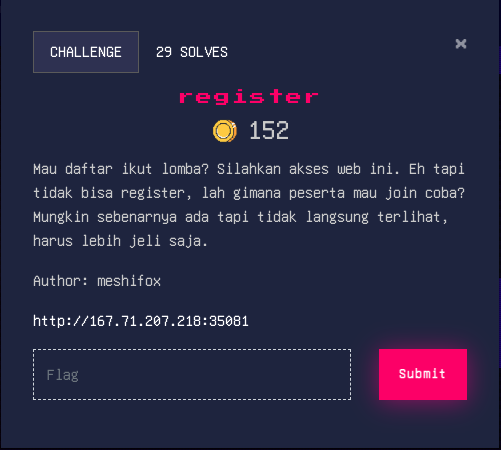 CHALLENGE
29 SOLVES
×
register
152
Mau daftar ikut lomba? Silahkan akses web ini. Eh tapi
tidak bisa register, lah gimana peserta mau join coba?
Mungkin sebenarnya ada tapi tidak langsung terlihat,
harus lebih jeli saja.
Author: meshifox
http://167.71.207.218:35081
Flag
Submit